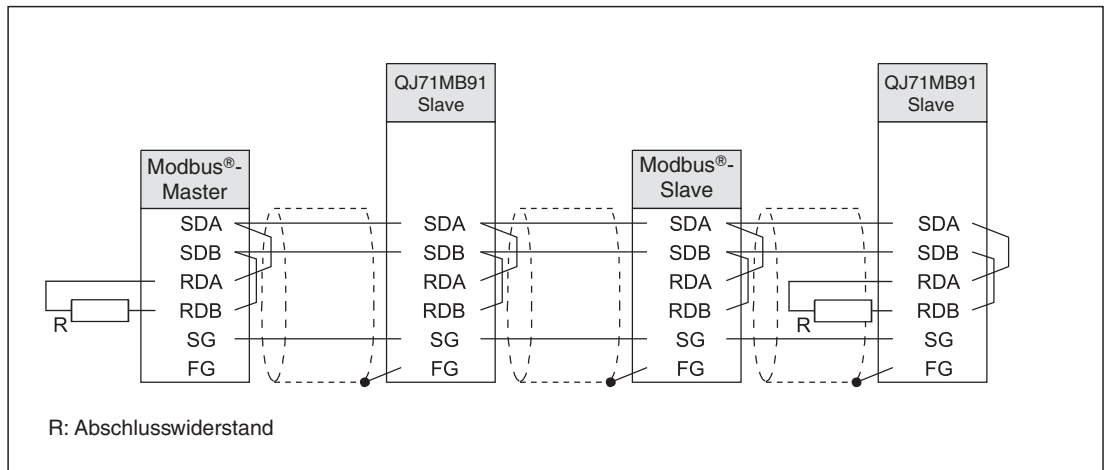 QJ71MB91
Slave
QJ71MB91
Slave
Modbus®-
Master
Modbus®-
Slave
SDA
SDB
RDA
RDB
SG
FG
SDA
SDB
RDA
RDB
SG
FG
SDA
SDB
RDA
RDB
SG
FG
SDA
SDB
RDA
RDB
SG
FG
R
R
R: Abschlusswiderstand